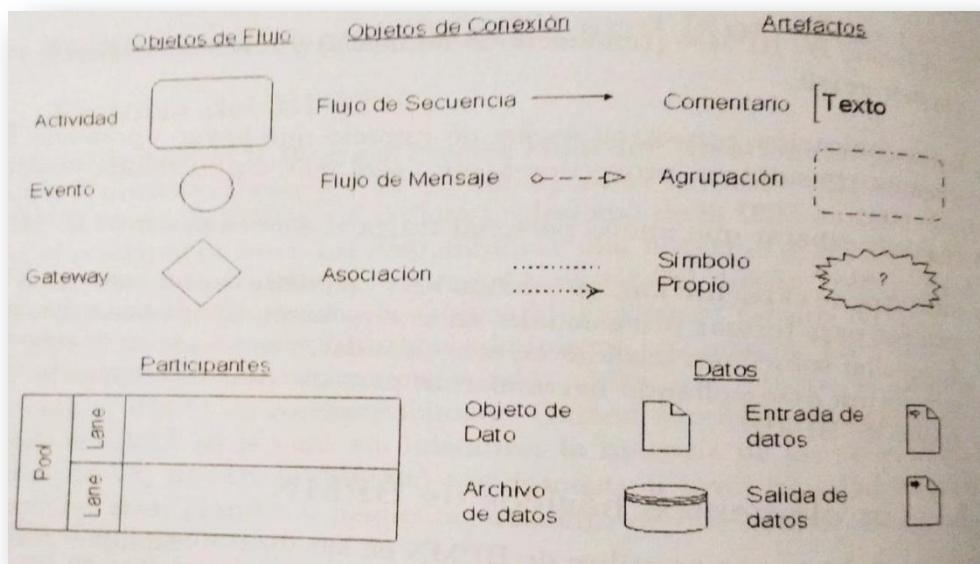 Objetos de Flujo
Actividad
Evento
Gateway
Objetos de Conexión
Flujo de Secuencia
Flujo de Mensaje
Asociación
Artefactos
Comentario
Texto
Agrupación
Símbolo
Propio
?
Participantes
Pool
Lane
Lane
Datos
Objeto de
Dato
Archivo
de datos
Entrada de
datos
Salida de
datos